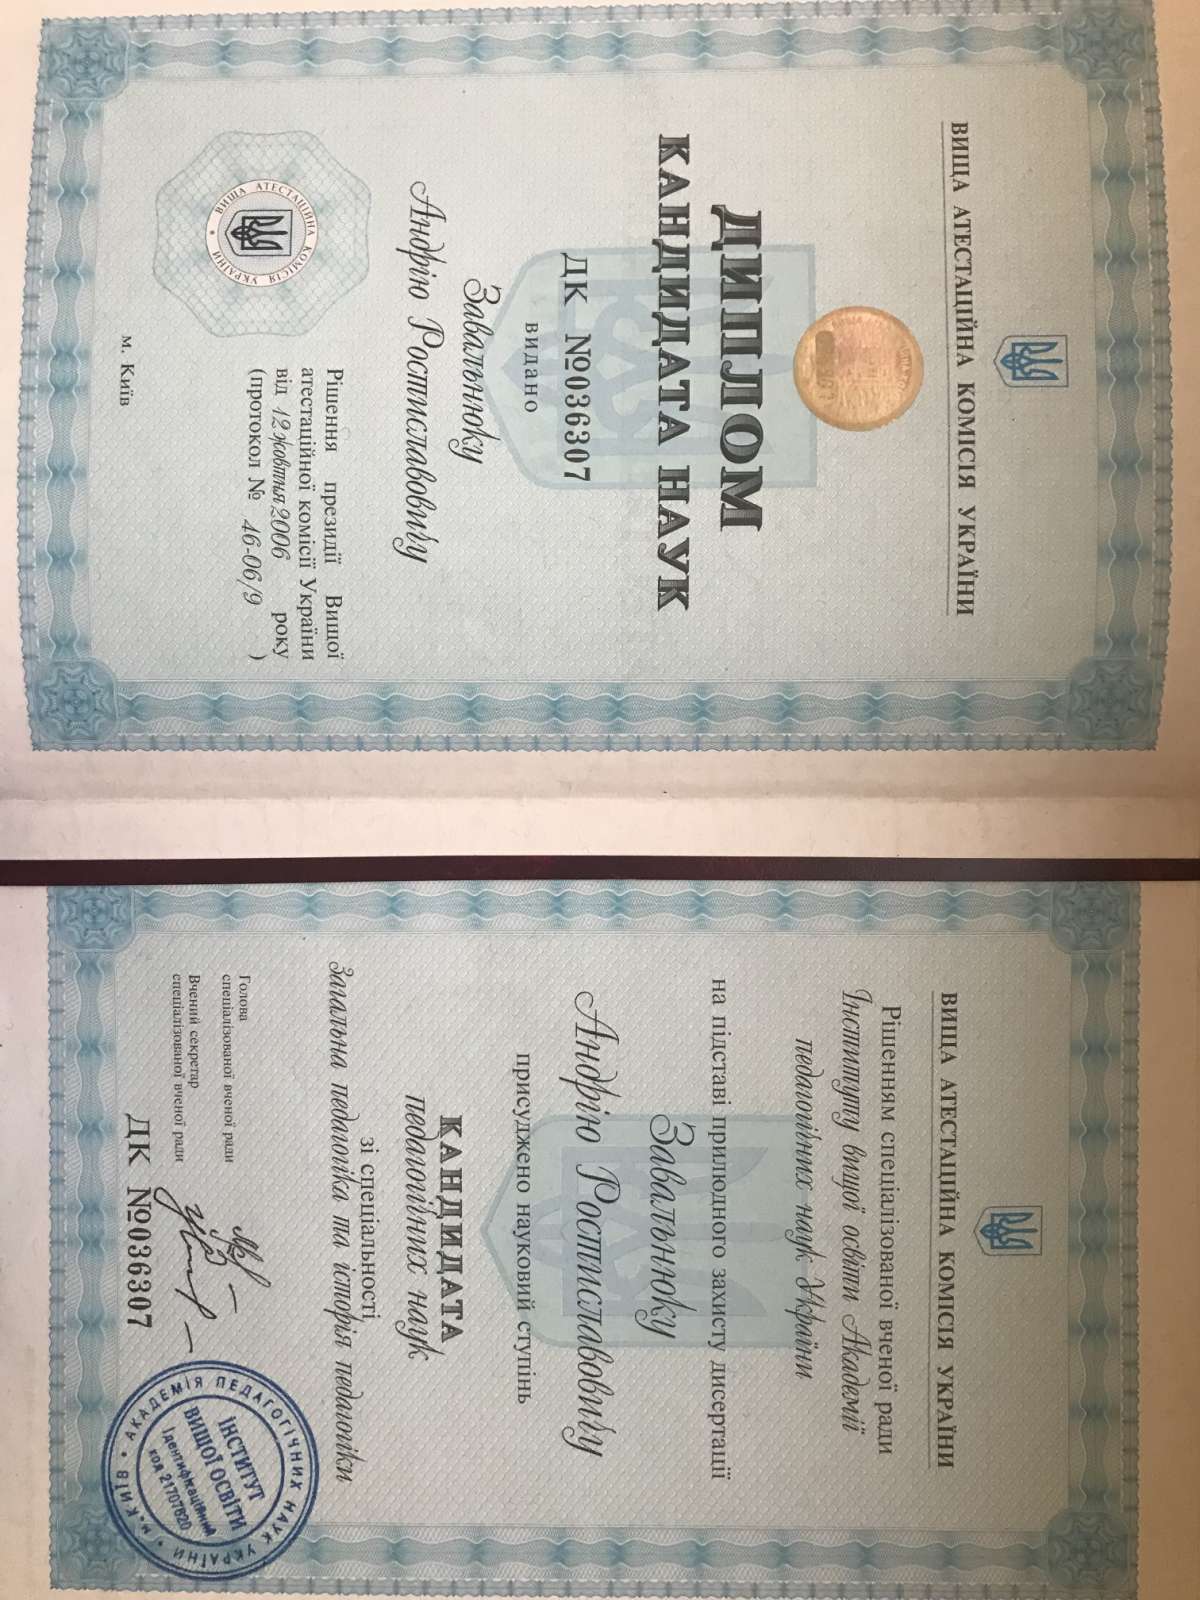 ВИЩА АТЕСТАЦІЙНА КОМІСІЯ УКРАЇНИ
ДИПЛОМ
КАНДИДАТА НАУК
ДК №036307
видано
Завальнюку
Андрію Ростиславовичу
ВИЩА АТЕСТАЦІЙНА КОМІСІЯ УКРАЇНИ
Рішення президії Вищої
атестаційної комісії України
від 12 жовтня 2006 року
(протокол № 46-06/9 )
м. Київ
ВИЩА АТЕСТАЦІЙНА КОМІСІЯ УКРАЇНИ
Рішенням спеціалізованої вченої ради
Інституту вищої освіти Академії
педагогічних наук України
на підставі прилюдного захисту дисертації
Завальнюку
Андрію Ростиславовичу
присуджено науковий ступінь
КАНДИДАТА
педагогічних наук
зі спеціальності
загальна педагогіка та історія педагогіки
Голова
спеціалізованої вченої ради
Вчений секретар
спеціалізованої вченої ради
ДК №036307
АКАДЕМІЯ ПЕДАГОГІЧНИХ НАУК УКРАЇНИ • м. КИЇВ •
ІНСТИТУТ
ВИЩОЇ ОСВІТИ
Ідентифікаційний
код 21707620